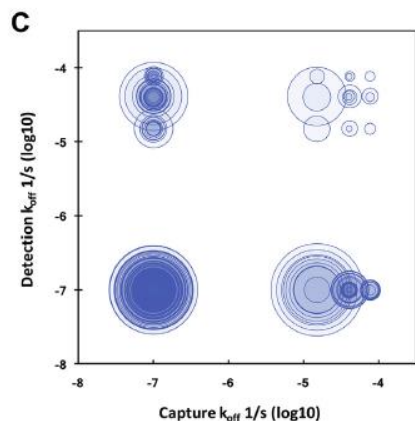 C
-4
-5
-6
-7
-8
Detection koff 1/s (log10)
-8 -7 -6 -5 -4
Capture koff 1/s (log10)